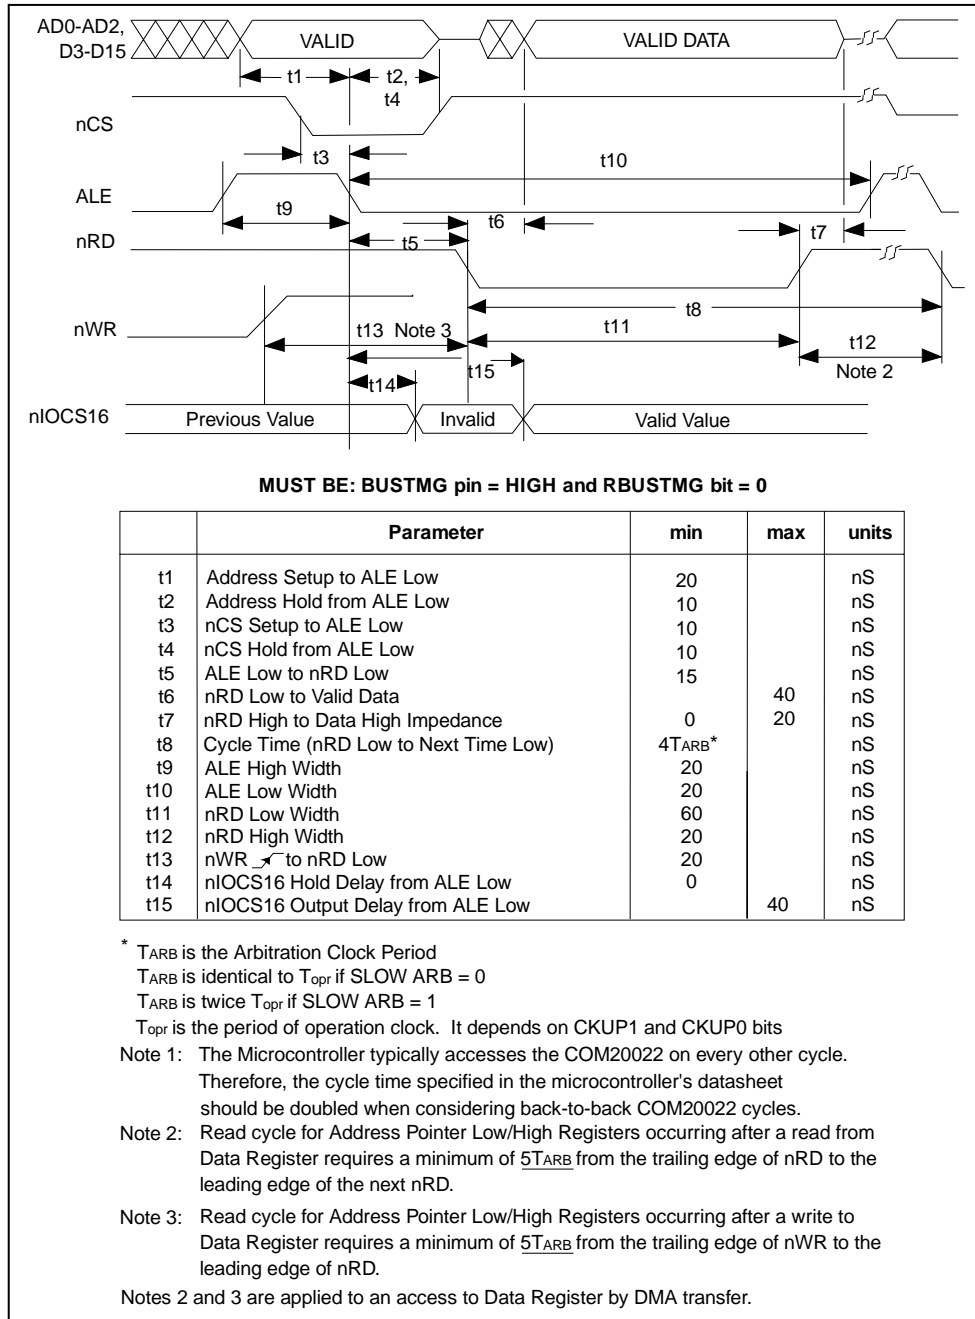 AD0-AD2,
D3-D15
VALID
VALID DATA
t1
t2,
t4
nCS
t3
t10
ALE
t9
t6
t7
nRD
t5
t8
nWR
t13 Note 3
t11
t12
Note 2
t15
t14
nIOCS16
Previous Value
Invalid
Valid Value
MUST BE: BUSTMG pin = HIGH and RBUSTMG bit = 0
Parameter min max units
t1 Address Setup to ALE Low 20 nS
t2 Address Hold from ALE Low 10 nS
t3 nCS Setup to ALE Low 10 nS
t4 nCS Hold from ALE Low 10 nS
t5 ALE Low to nRD Low 15 nS
t6 nRD Low to Valid Data 40 nS
t7 nRD High to Data High Impedance 0 20 nS
t8 Cycle Time (nRD Low to Next Time Low) 4TARB* nS
t9 ALE High Width 20 nS
t10 ALE Low Width 20 nS
t11 nRD Low Width 60 nS
t12 nRD High Width 20 nS
t13 nWR to nRD Low 20 nS
t14 nIOCS16 Hold Delay from ALE Low 0 nS
t15 nIOCS16 Output Delay from ALE Low 40 nS
* TARB is the Arbitration Clock Period
TARB is identical to Topr if SLOW ARB = 0
TARB is twice Topr if SLOW ARB = 1
Topr is the period of operation clock. It depends on CKUP1 and CKUP0 bits
Note 1: The Microcontroller typically accesses the COM20022 on every other cycle.
Therefore, the cycle time specified in the microcontroller's datasheet
should be doubled when considering back-to-back COM20022 cycles.
Note 2: Read cycle for Address Pointer Low/High Registers occurring after a read from
Data Register requires a minimum of 5TARB from the trailing edge of nRD to the
leading edge of the next nRD.
Note 3: Read cycle for Address Pointer Low/High Registers occurring after a write to
Data Register requires a minimum of 5TARB from the trailing edge of nWR to the
leading edge of nRD.
Notes 2 and 3 are applied to an access to Data Register by DMA transfer.